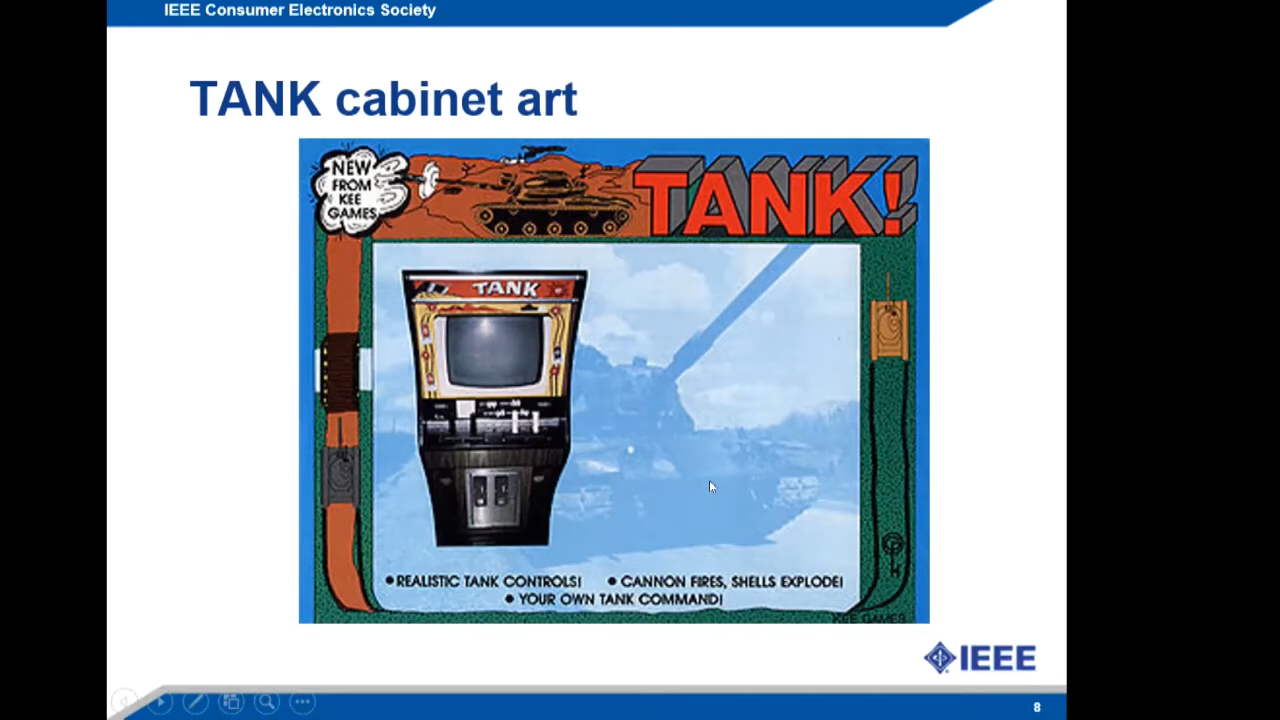 IEEE Consumer Electronics Society
TANK cabinet art
NEW
FROM
KEE
GAMES
TANK!
TANK
•REALISTIC TANK CONTROLS!
•CANNON FIRES, SHELLS EXPLODE!
•YOUR OWN TANK COMMAND!
KEE GAMES
IEEE
8